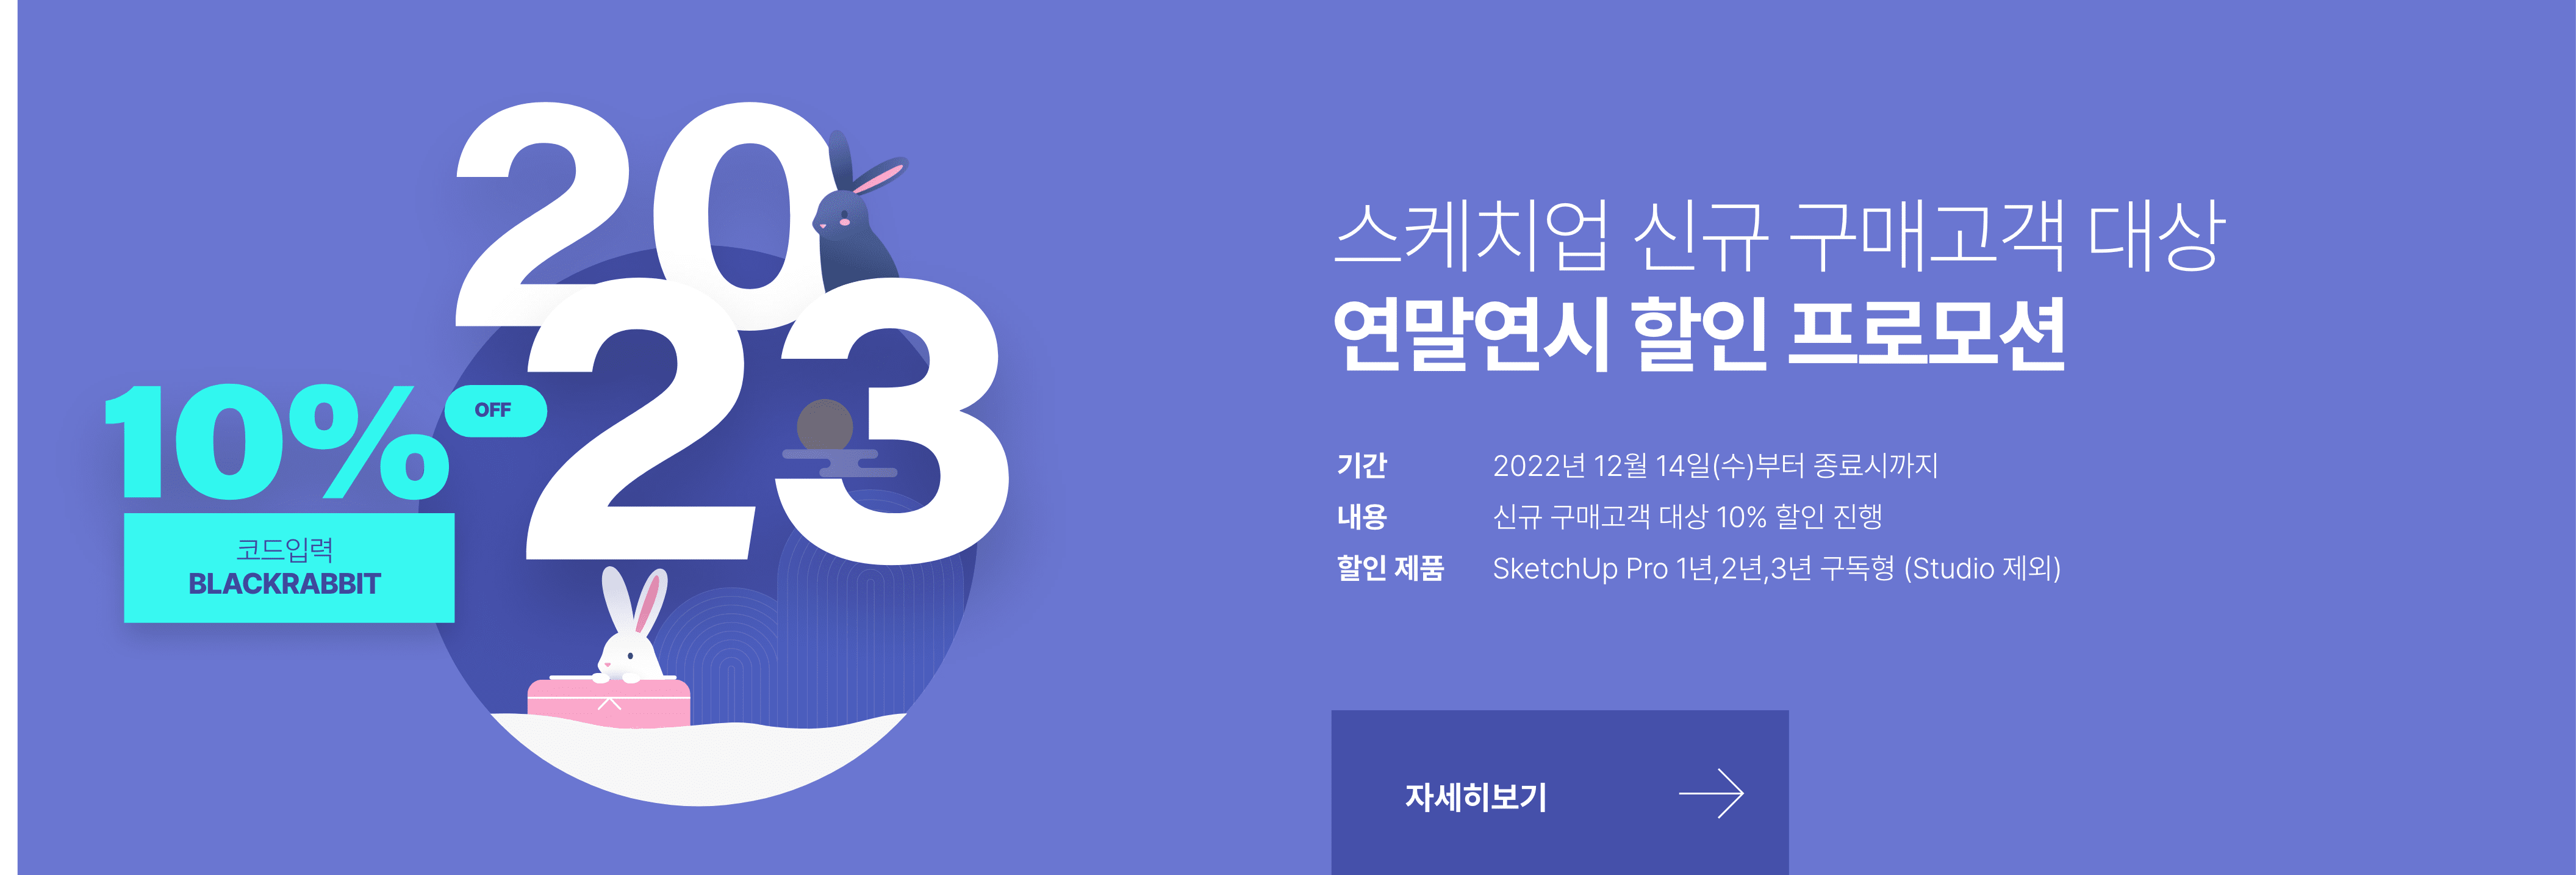 2023
10% OFF
코드입력
BLACKRABBIT
스케치업 신규 구매고객 대상
연말연시 할인 프로모션
기간 2022년 12월 14일(수)부터 종료시까지
내용 신규 구매고객 대상 10% 할인 진행
할인 제품 SketchUp Pro 1년,2년,3년 구독형 (Studio 제외)
자세히보기